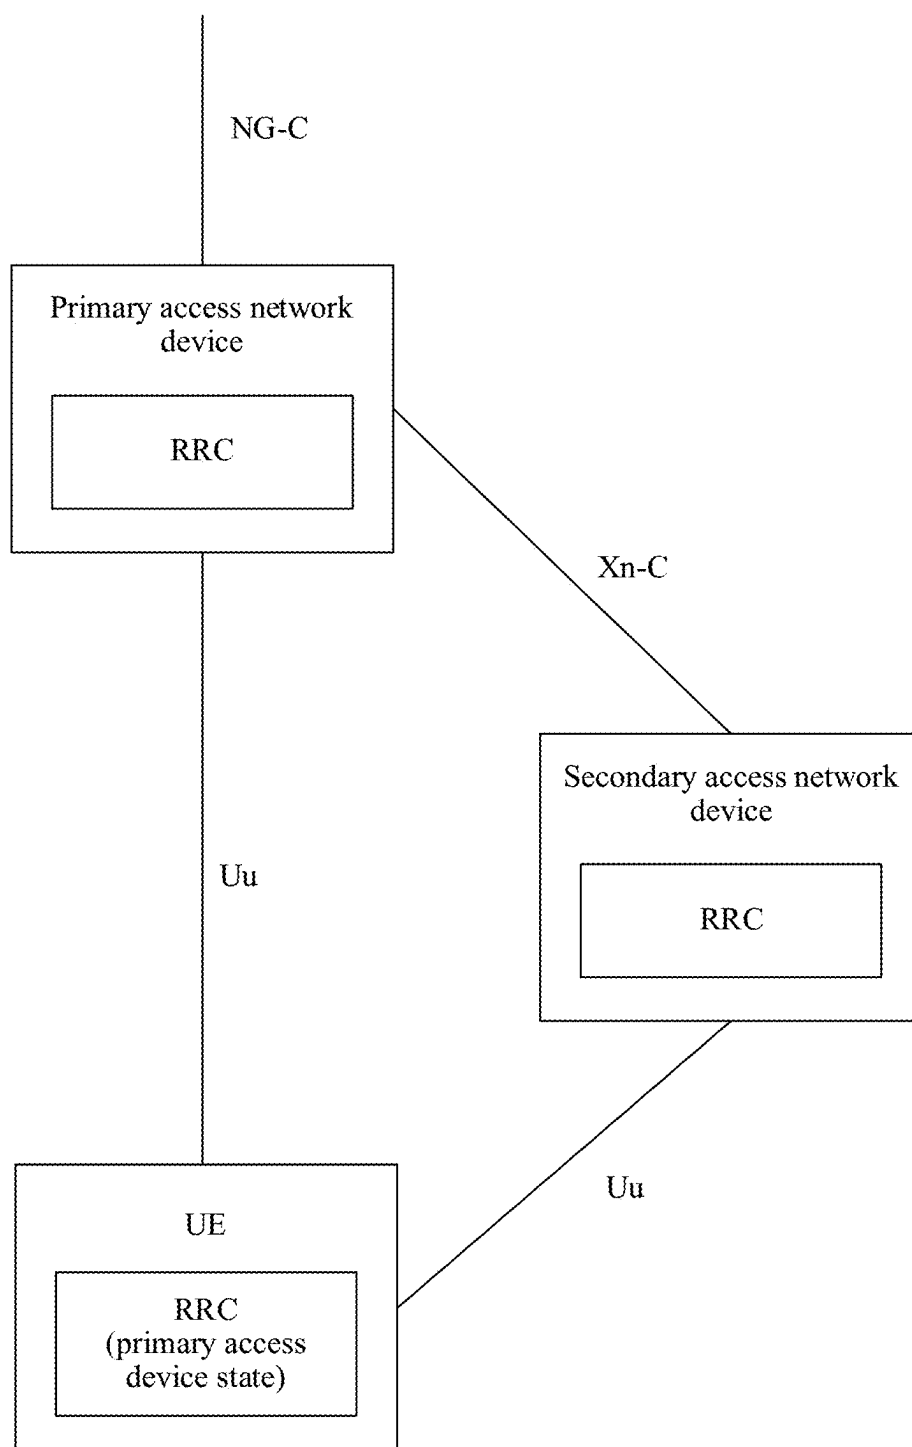 NG-C
Primary access network
device
RRC
Xn-C
Secondary access network
device
RRC
Uu
Uu
UE
RRC
(primary access
device state)